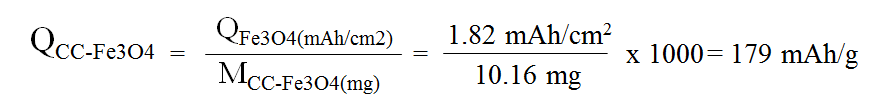 Q_CC-Fe3O4 = Q_Fe3O4(mAh/cm2) / M_CC-Fe3O4(mg) = 1.82 mAh/cm² / 10.16 mg x 1000 = 179 mAh/g